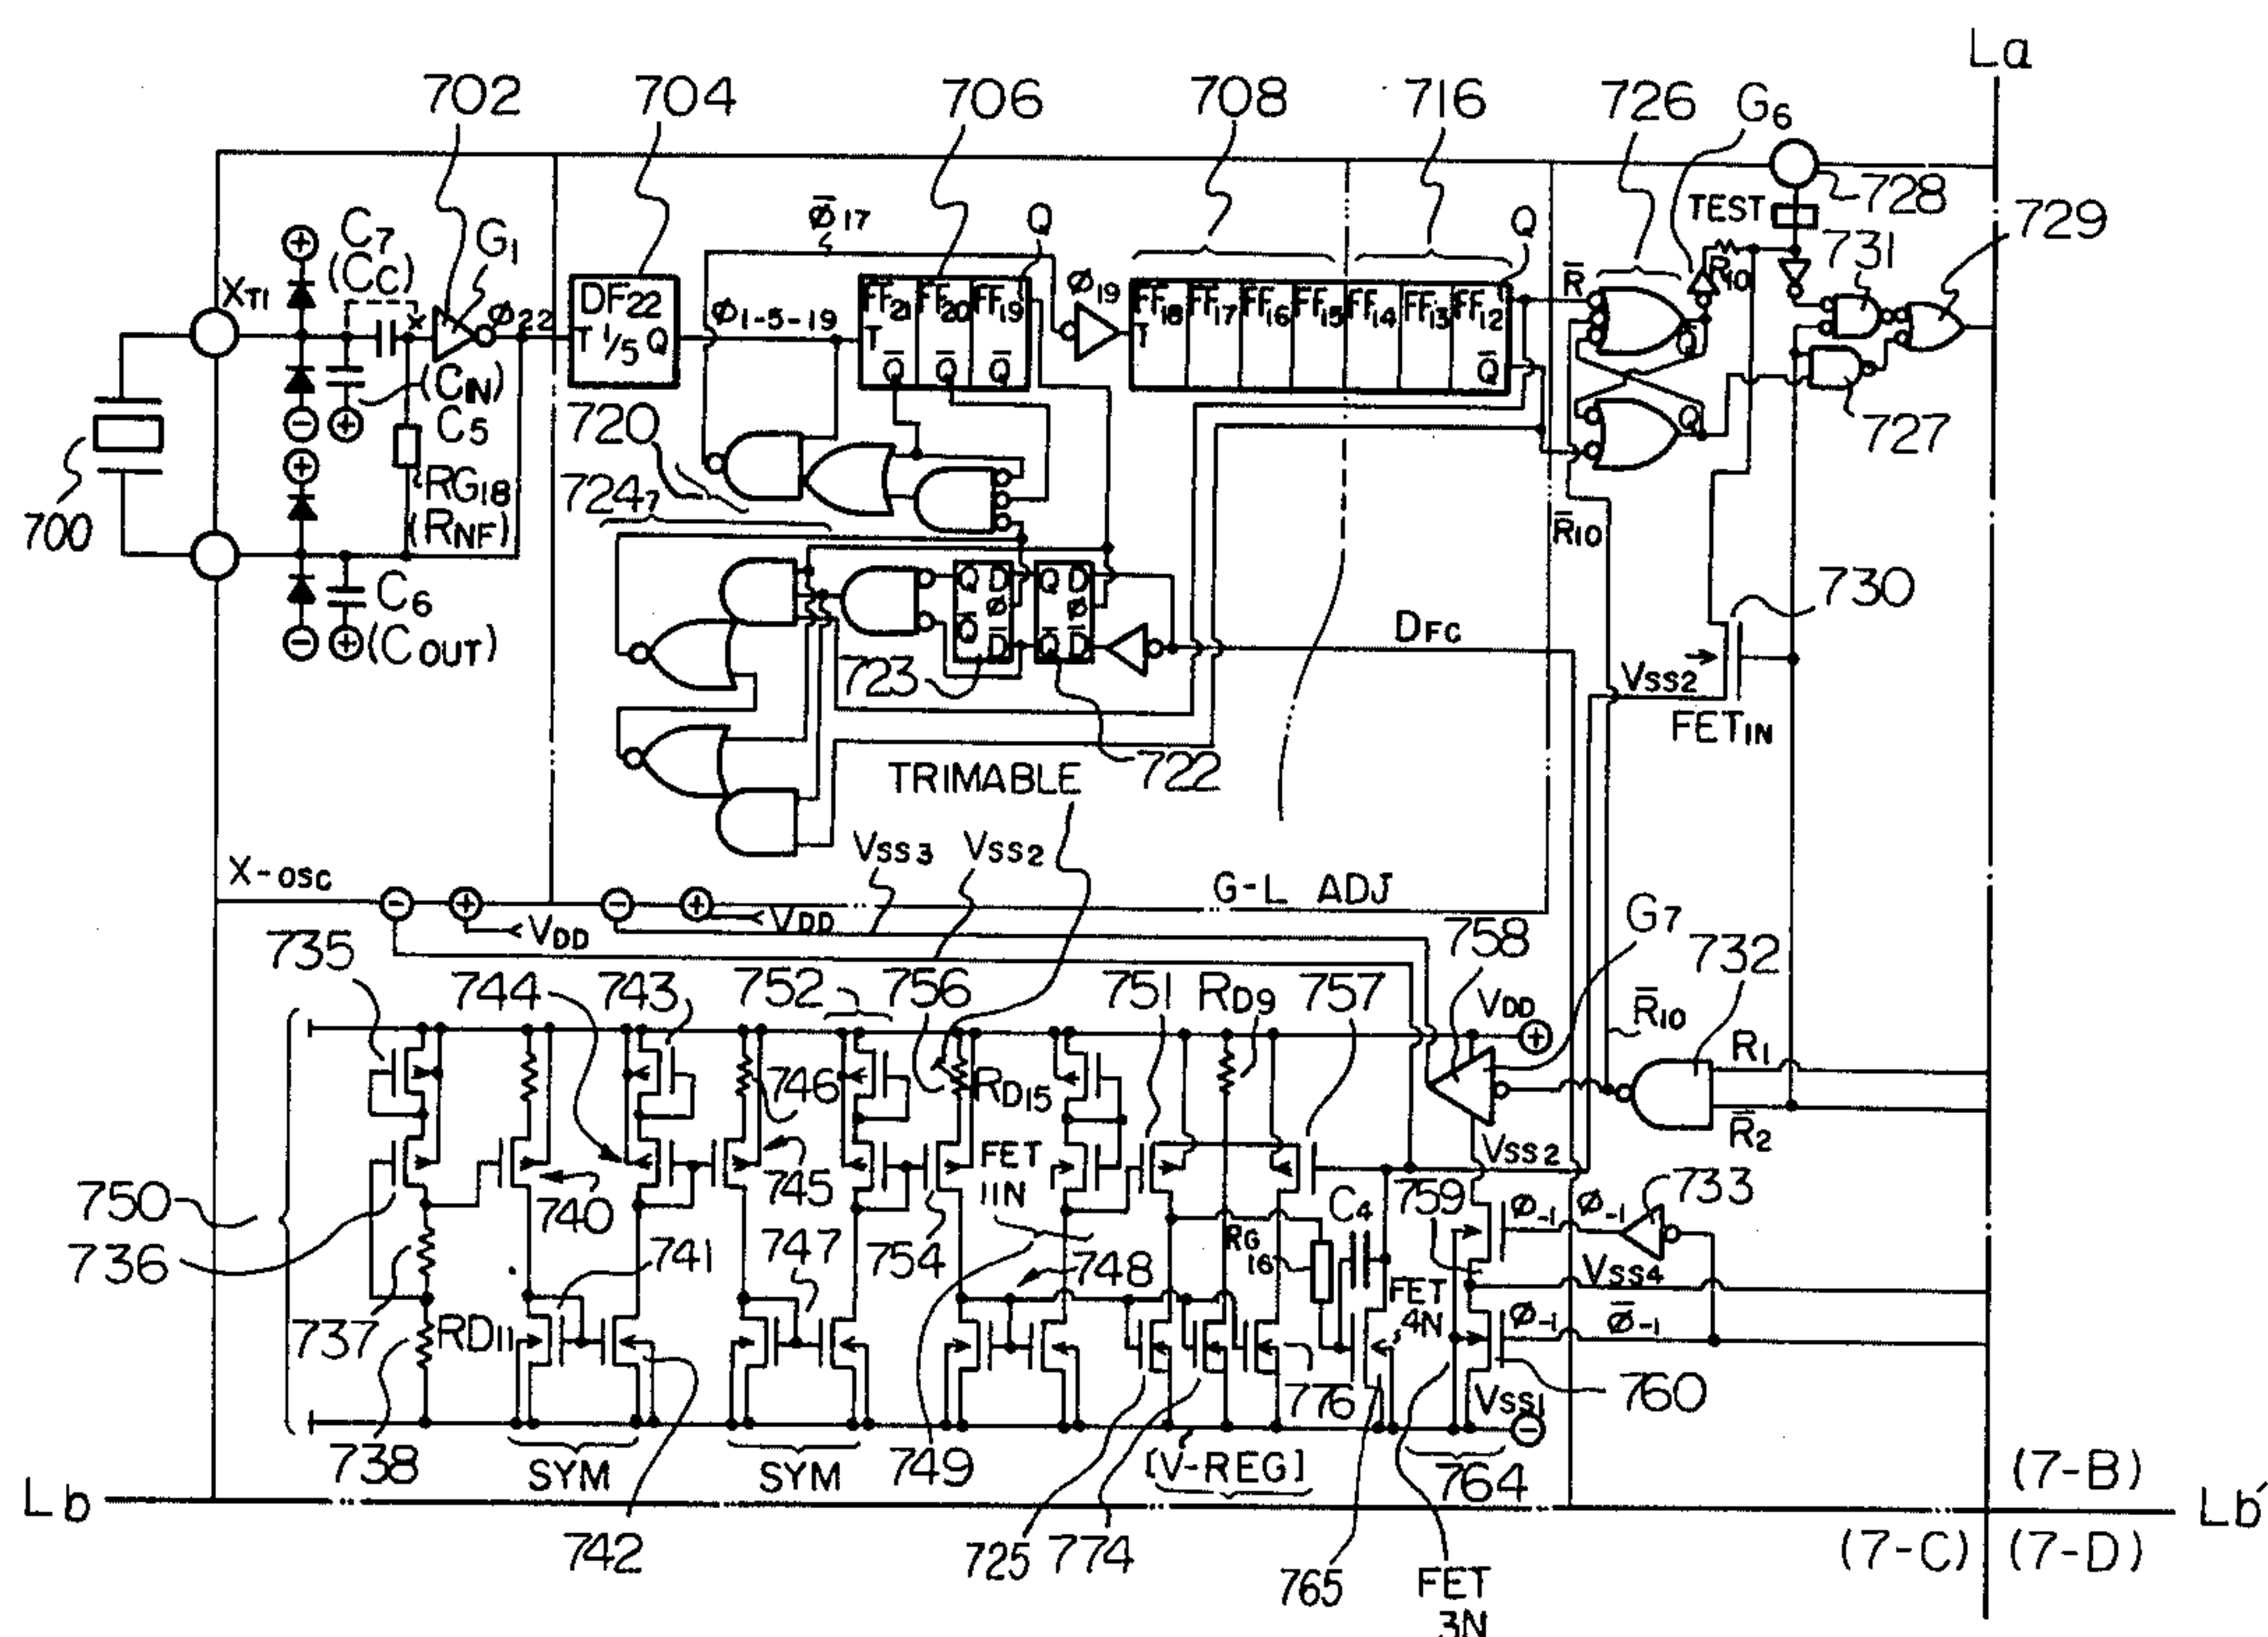 La
702
704
706
708
716
726
G6
728
TEST
729
731
727
XT1
C7
(CC)
G1
x
ø22
DF22
T 1/5 Q
ø1-5-19
ø̄17
Q
FF21 FF20 FF19
T
Q̄ Q̄ Q̄
ø19
FF18 FF17 FF16 FF15 FF14 FF13 FF12
T
Q
Q̄
R̄
R10
Q̄
Q
(CIN)
C5
RG18
(RNF)
700
720
724
R̄10
730
C6
(COUT)
Q D
ø
Q̄ D̄
Q D
ø
Q̄ D̄
DFC
VSS2
FETIN
723
722
TRIMABLE
VSS3
VSS2
X-OSC
G-L ADJ
VDD
VDD
G7
758
732
735
744
743
752
756
751
RD9
757
VDD
R̄10
R1
R̄2
746
RD15
FET
11N
VSS2
750
740
745
C4
759
ø-1
ø-1
733
736
741
747
754
RG
16
748
FET
4N
VSS4
737
RD11
ø-1
ø̄-1
776
760
VSS1
738
SYM
SYM
749
[V-REG]
764
(7-B)
Lb
Lb'
742
725
774
765
FET
3N
(7-C)
(7-D)